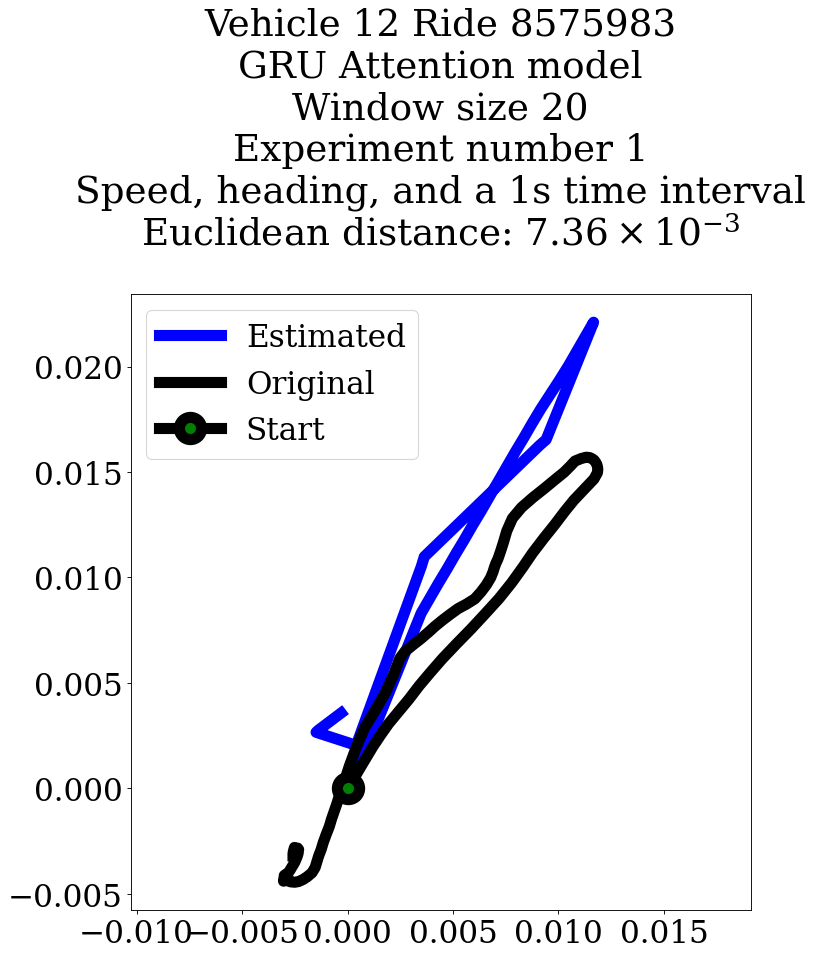 Vehicle 12 Ride 8575983
GRU Attention model
Window size 20
Experiment number 1
Speed, heading, and a 1s time interval
Euclidean distance: 7.36 × 10⁻³
Estimated
Original
Start
0.020
0.015
0.010
0.005
0.000
−0.005
−0.010 −0.005 0.000 0.005 0.010 0.015